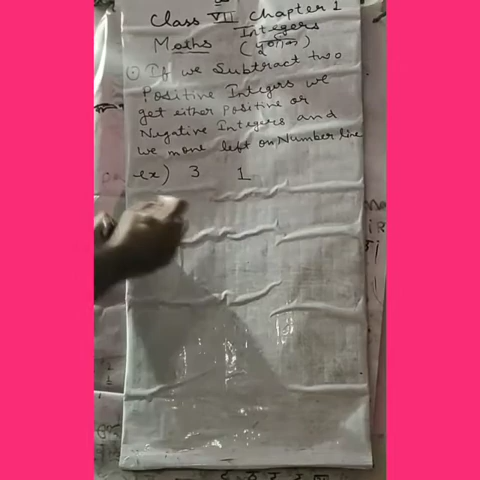 Class VII Chapter 1
Integers
Maths
If we Subtract two
Positive Integers we
get either Positive or
Negative Integers and
we move left on Number line
ex) 3 1